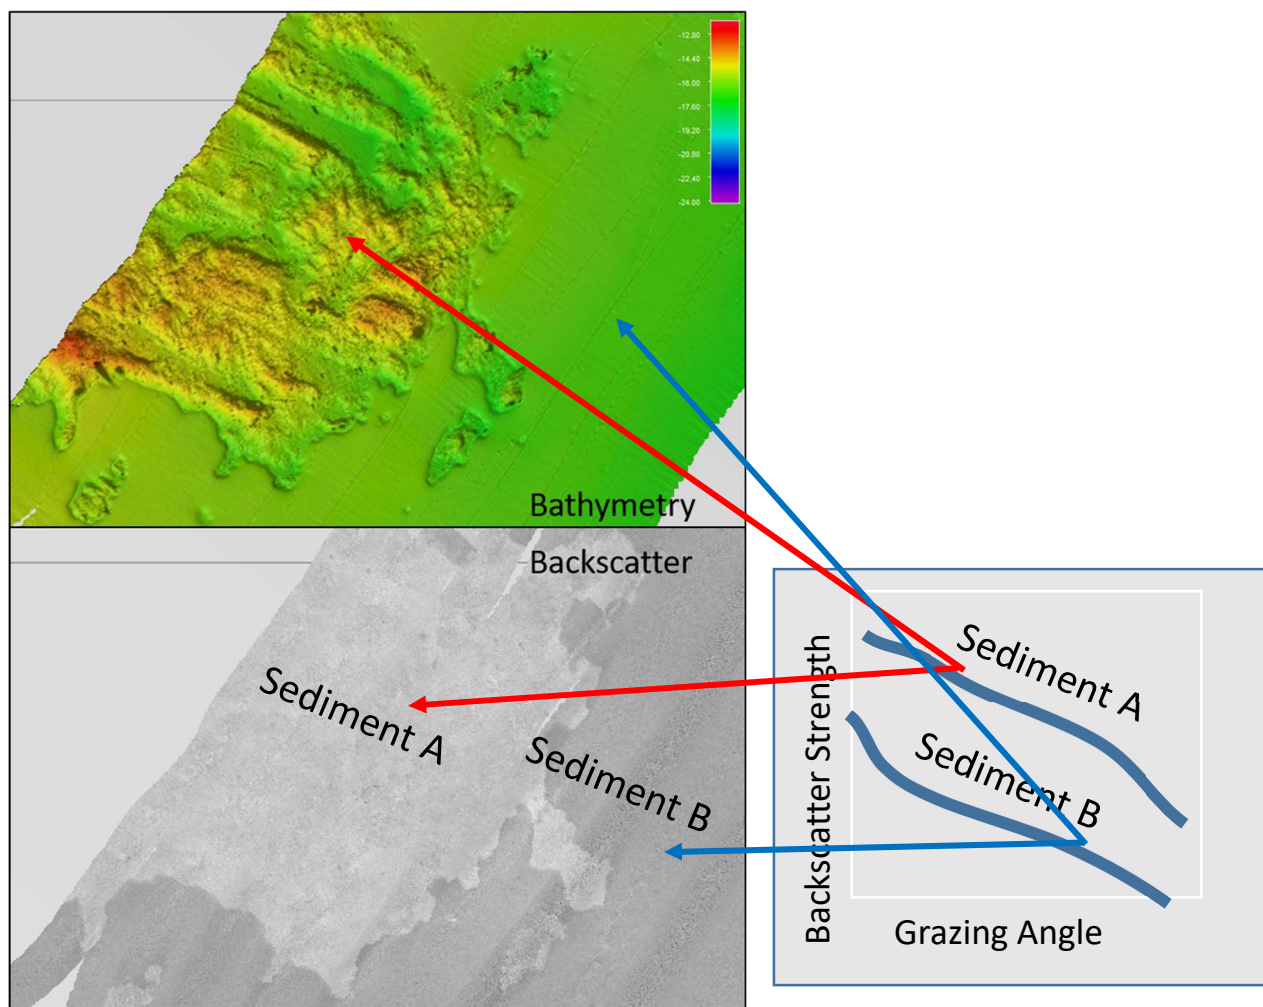 -12.00
-14.40
-16.00
-17.60
-19.20
-20.80
-22.40
-24.00
Bathymetry
Backscatter
Sediment A
Sediment B
Backscatter Strength
Sediment A
Sediment B
Grazing Angle